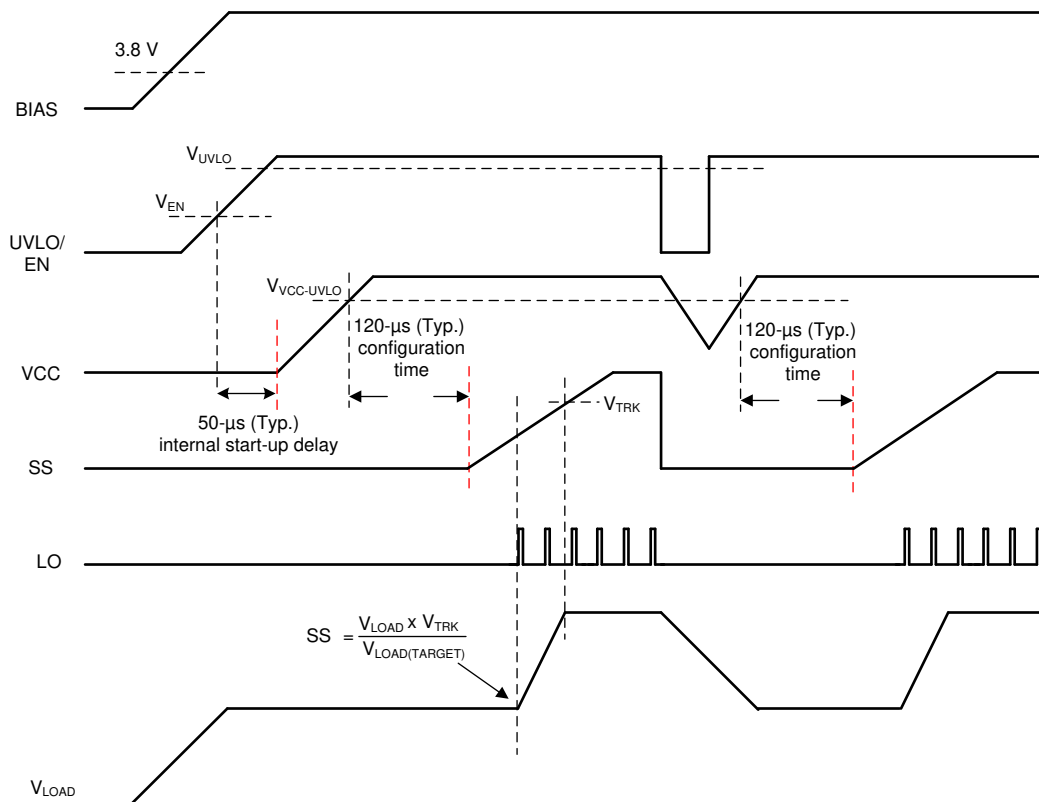 3.8 V
BIAS
V_UVLO
V_EN
UVLO/
EN
V_VCC-UVLO
120-µs (Typ.)
configuration
time
120-µs (Typ.)
configuration
time
VCC
V_TRK
50-µs (Typ.)
internal start-up delay
SS
LO
SS = V_LOAD x V_TRK
V_LOAD(TARGET)
V_LOAD